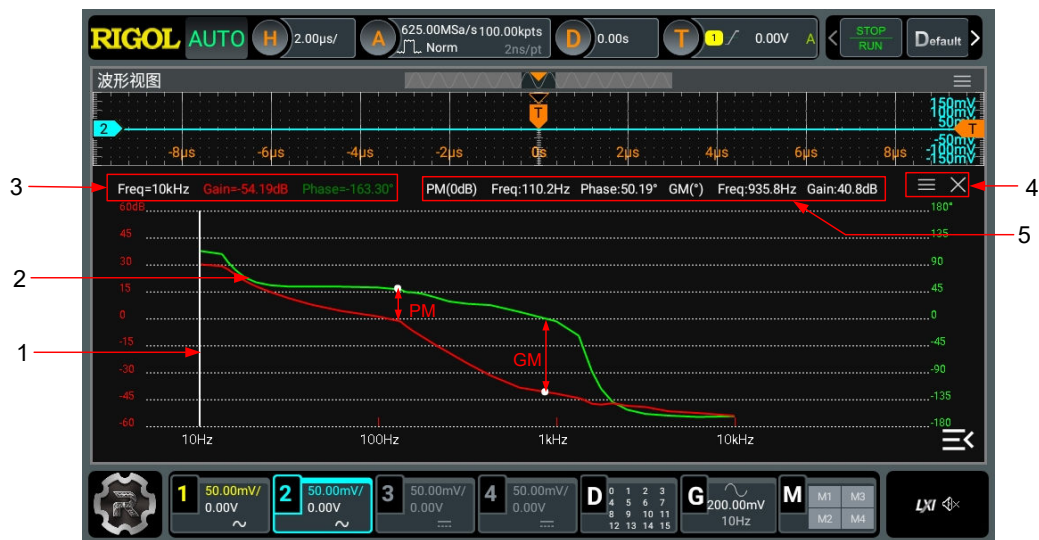 RIGOL AUTO H 2.00μs/ A 625.00MSa/s 100.00kpts Norm 2ns/pt D 0.00s T 1 0.00V A STOP RUN Default
波形视图
T
150mV
100mV
50mV
2 T
-50mV
-150mV
-8μs -6μs -4μs -2μs 0s 2μs 4μs 6μs 8μs
3 Freq=10kHz Gain=-54.19dB Phase=-163.30° PM(0dB) Freq:110.2Hz Phase:50.19° GM(°) Freq:935.8Hz Gain:40.8dB 4
60dB 180°
45 135 5
30 90
2
15 45
PM
0 0
-15 -45
1
GM
-30 -90
-45 -135
-60 -180
10Hz 100Hz 1kHz 10kHz
1 50.00mV/ 0.00V 2 50.00mV/ 0.00V 3 50.00mV/ 0.00V 4 50.00mV/ 0.00V D 0 1 2 3 G 200.00mV 10Hz M M1 M3 LXI
4 5 6 7
8 9 10 11 M2 M4
12 13 14 15